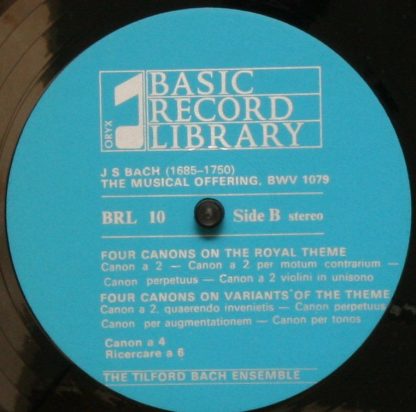 ORYX
BASIC
RECORD
LIBRARY
J S BACH (1685–1750)
THE MUSICAL OFFERING, BWV 1079
BRL 10 Side B stereo
FOUR CANONS ON THE ROYAL THEME
Canon a 2 — Canon a 2 per motum contrarium —
Canon perpetuus — Canon a 2 violini in unisono
FOUR CANONS ON VARIANTS OF THE THEME
Canon a 2, quaerendo invenietis — Canon perpetuus
Canon per augmentationem — Canon per tonos
Canon a 4
Ricercare a 6
THE TILFORD BACH ENSEMBLE